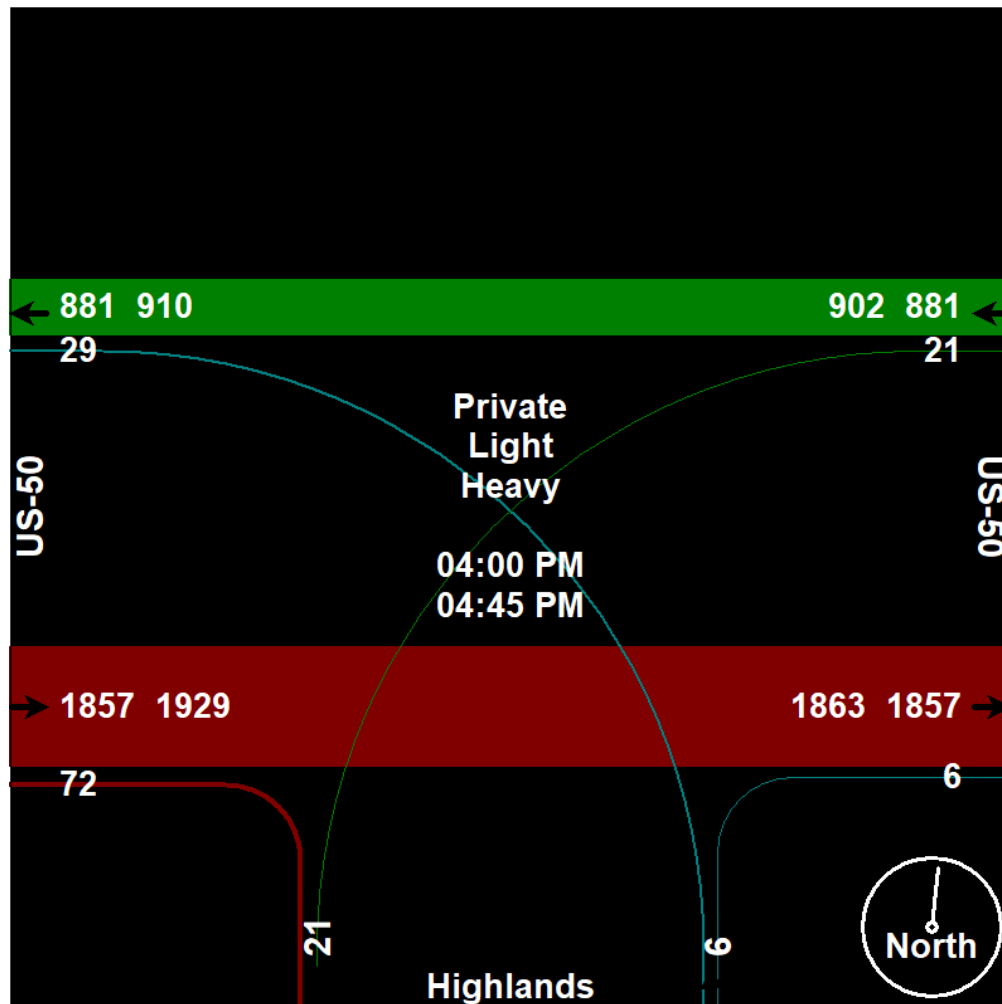 881 910
902 881
29
21
Private
Light
Heavy
US-50
US-50
04:00 PM
04:45 PM
1857 1929
1863 1857
72
6
21
6
North
Highlands